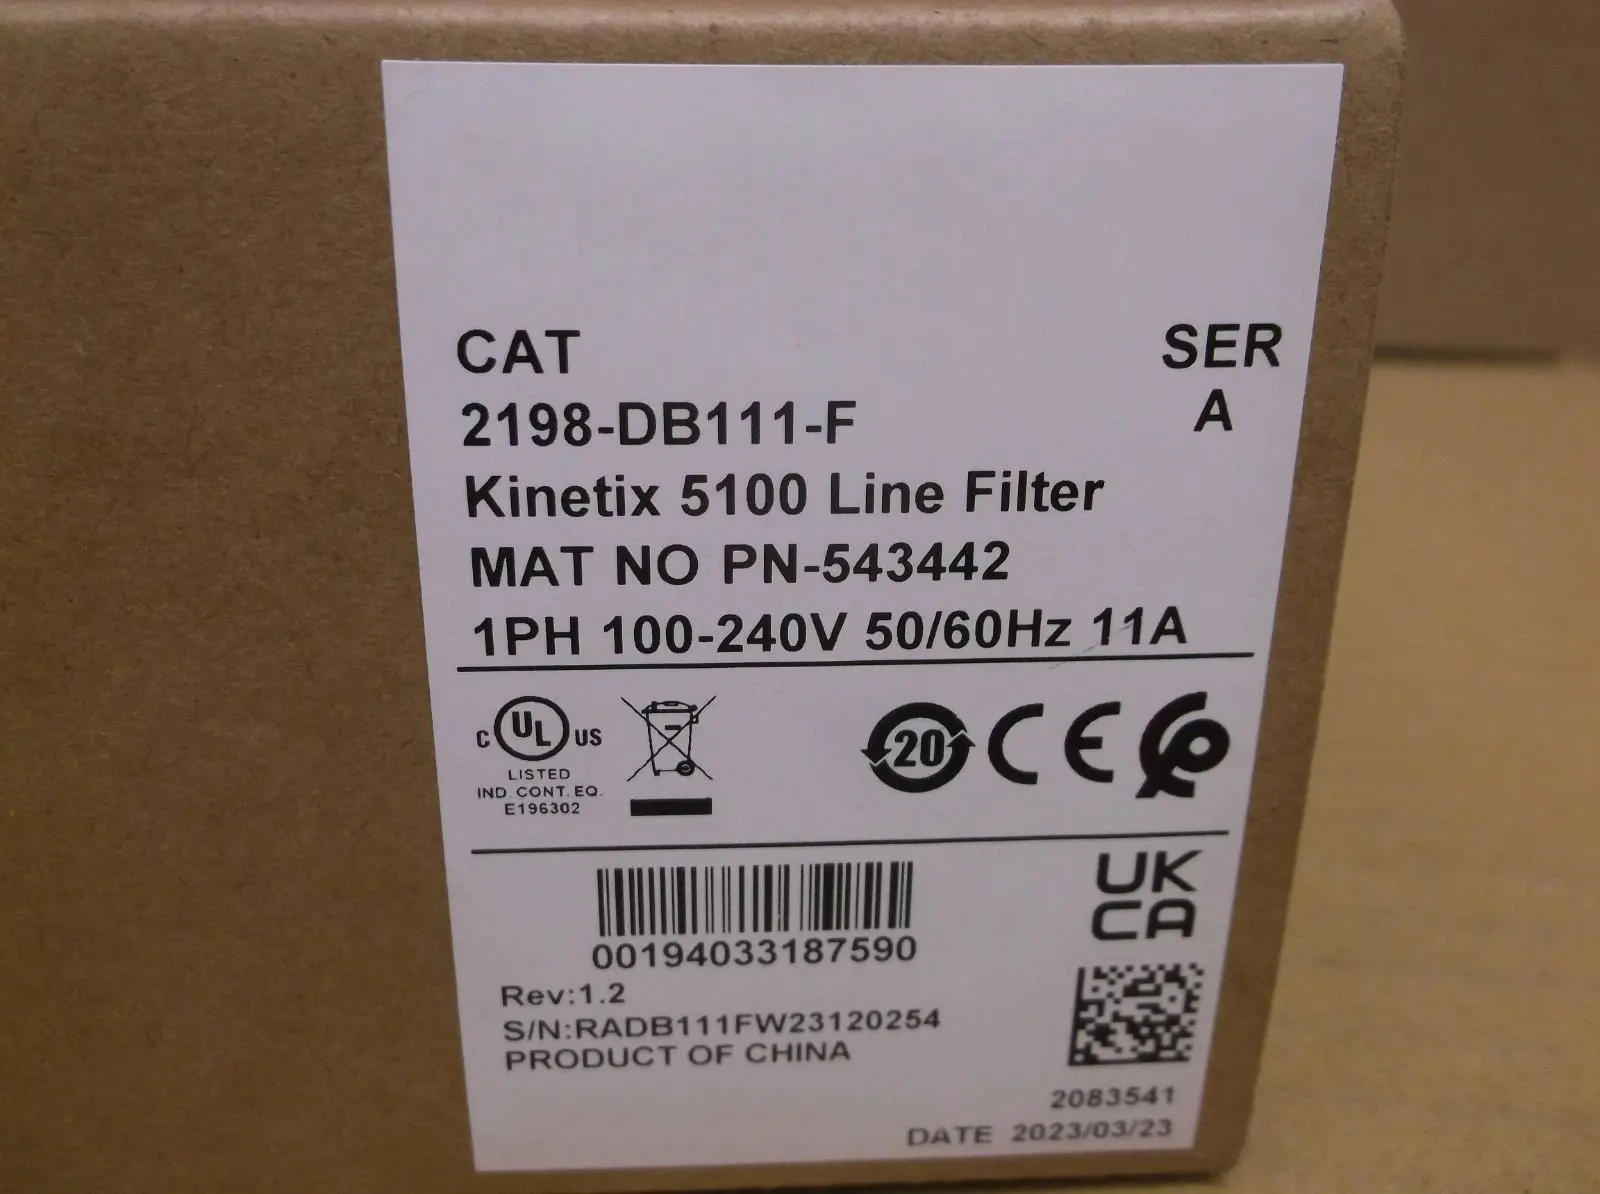 CAT SER
2198-DB111-F A
Kinetix 5100 Line Filter
MAT NO PN-543442
1PH 100-240V 50/60Hz 11A
C UL US
LISTED
IND. CONT. EQ.
E196302
20
CE
UK
CA
00194033187590
Rev:1.2
S/N:RADB111FW23120254
PRODUCT OF CHINA
2083541
DATE 2023/03/23